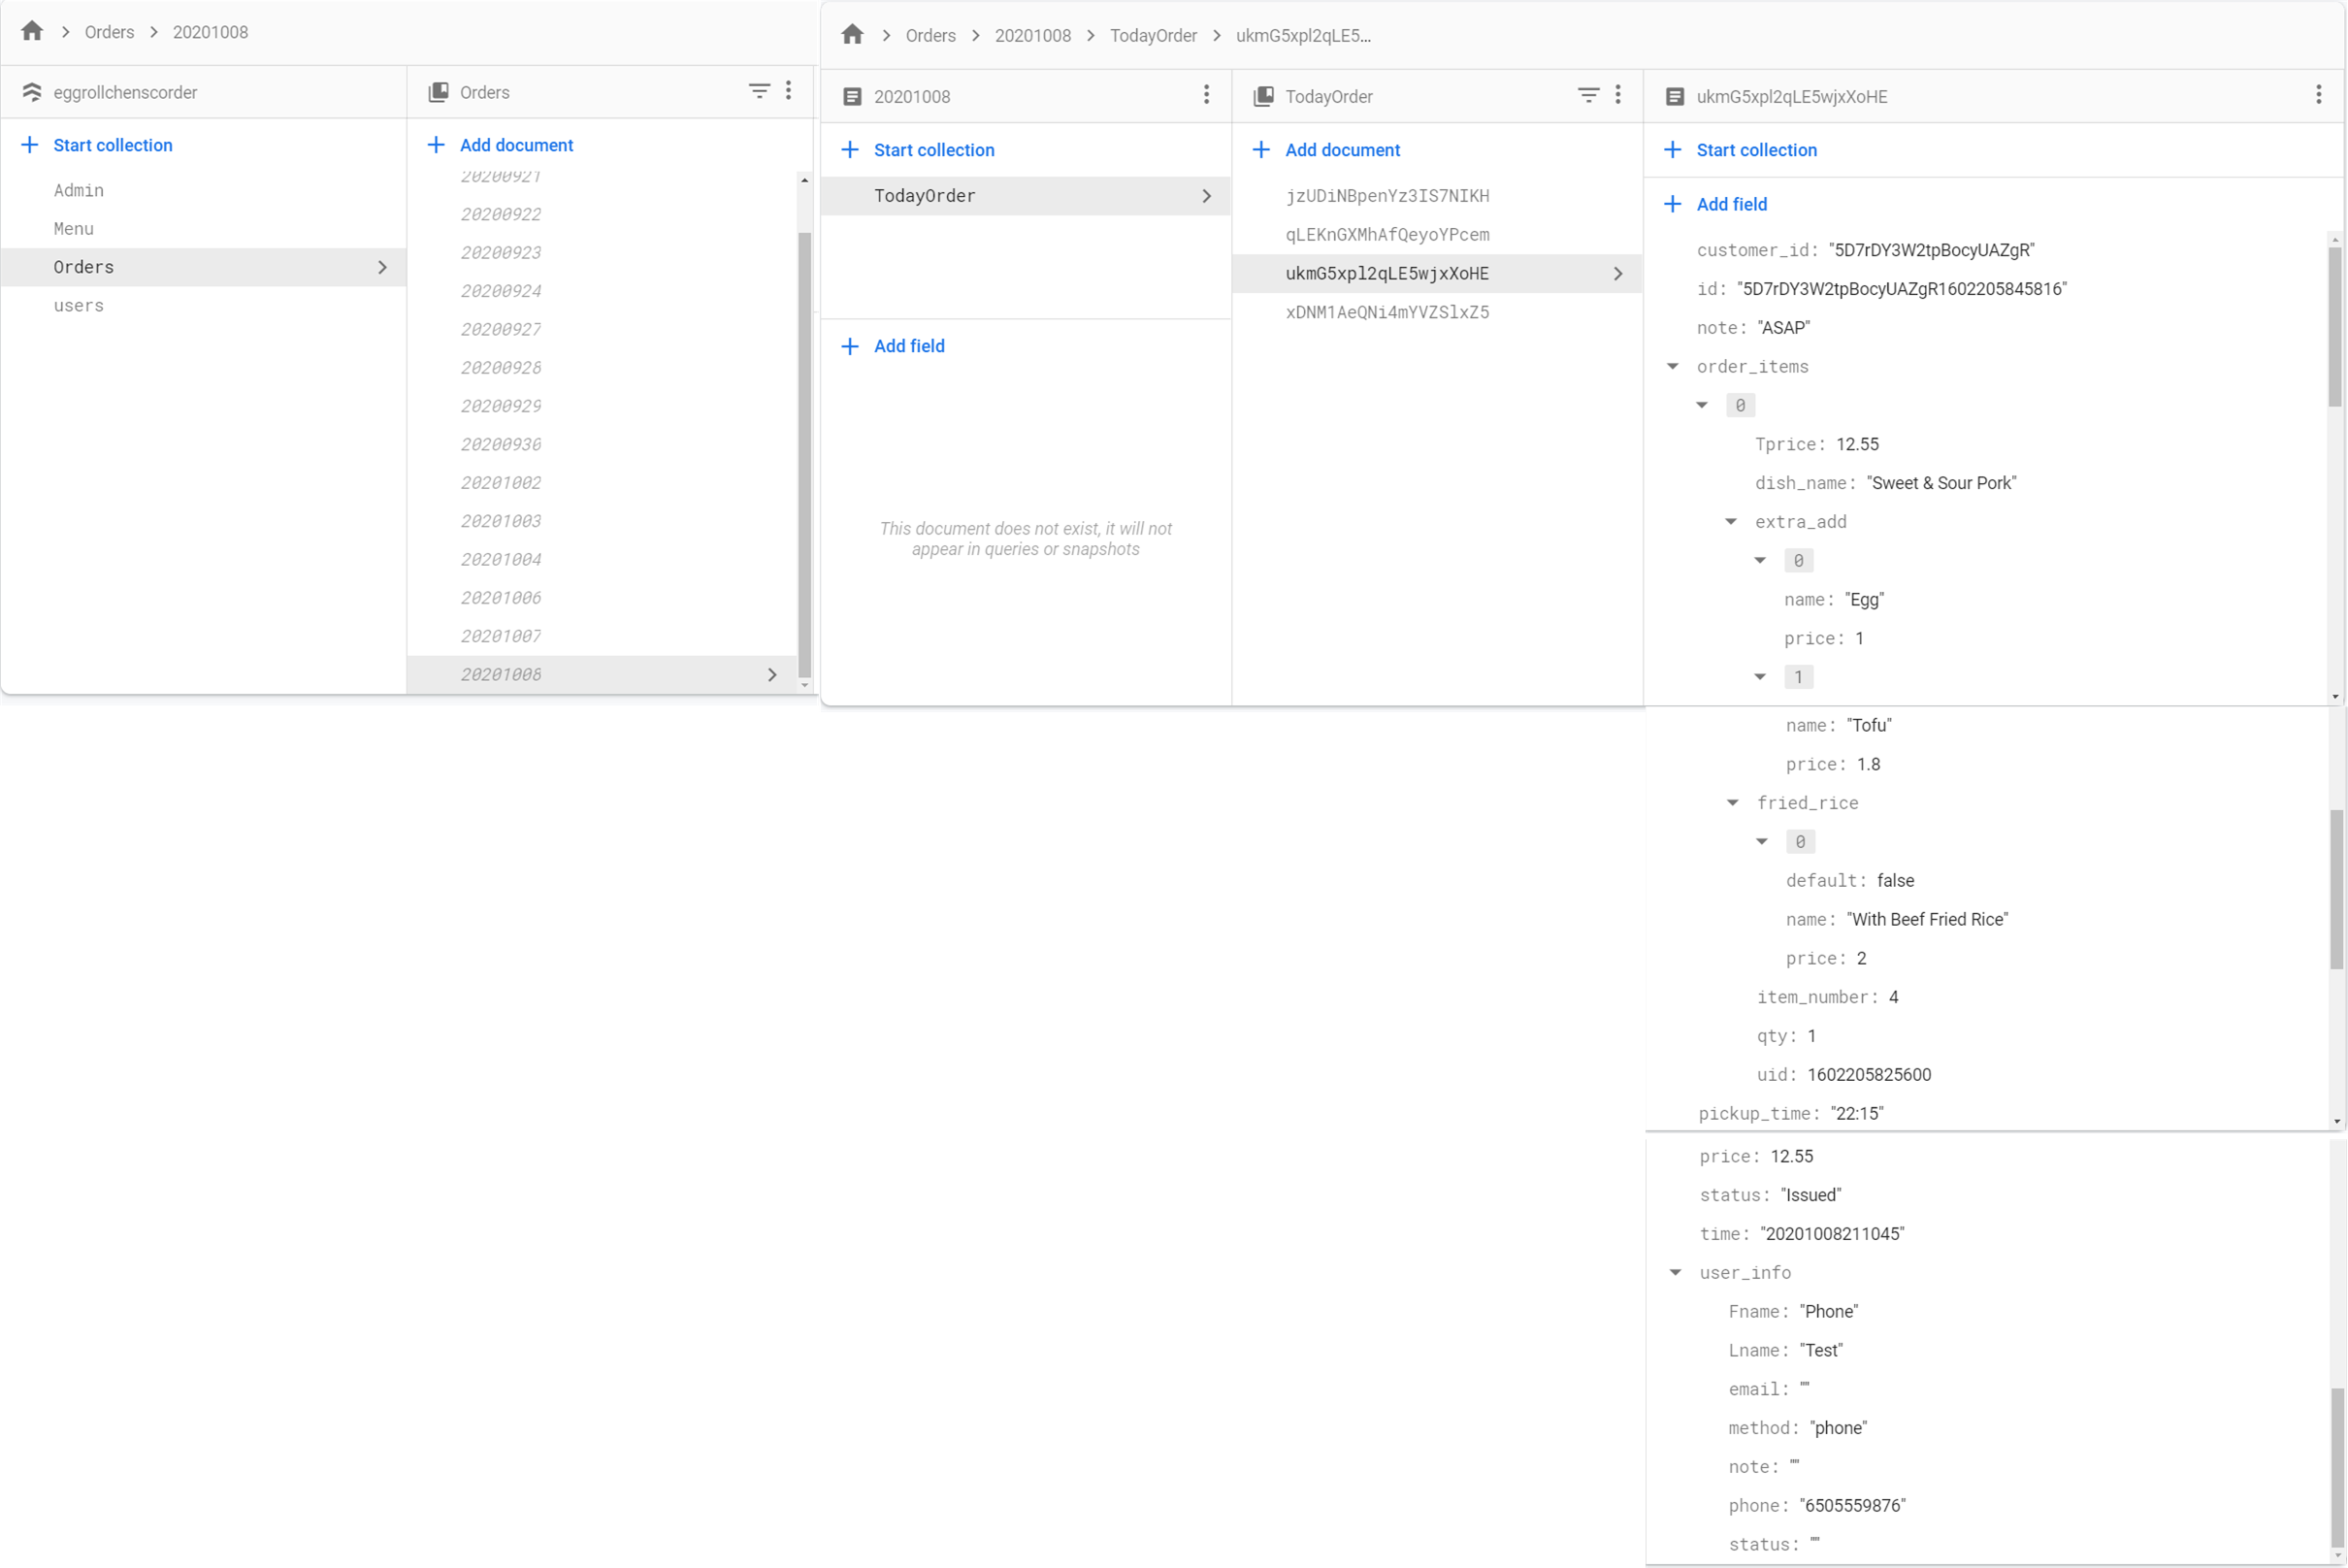 Orders
20201008
eggrollchenscorder
Orders
Start collection
Add document
Admin
Menu
Orders
users
20200921
20200922
20200923
20200924
20200927
20200928
20200929
20200930
20201002
20201003
20201004
20201006
20201007
20201008
Orders
20201008
TodayOrder
ukmG5xpl2qLE5...
20201008
Start collection
TodayOrder
Add field
This document does not exist, it will not
appear in queries or snapshots
TodayOrder
Add document
jzUDiNBpenYz3IS7NIKH
qLEKnGXMhAfQeyoYPcem
ukmG5xpl2qLE5wjxXoHE
xDNM1AeQNi4mYVZSlxZ5
ukmG5xpl2qLE5wjxXoHE
Start collection
Add field
customer_id: "5D7rDY3W2tpBocyUAZgR"
id: "5D7rDY3W2tpBocyUAZgR1602205845816"
note: "ASAP"
order_items
0
Tprice: 12.55
dish_name: "Sweet & Sour Pork"
extra_add
0
name: "Egg"
price: 1
1
name: "Tofu"
price: 1.8
fried_rice
0
default: false
name: "With Beef Fried Rice"
price: 2
item_number: 4
qty: 1
uid: 1602205825600
pickup_time: "22:15"
price: 12.55
status: "Issued"
time: "20201008211045"
user_info
Fname: "Phone"
Lname: "Test"
email: ""
method: "phone"
note: ""
phone: "6505559876"
status: ""